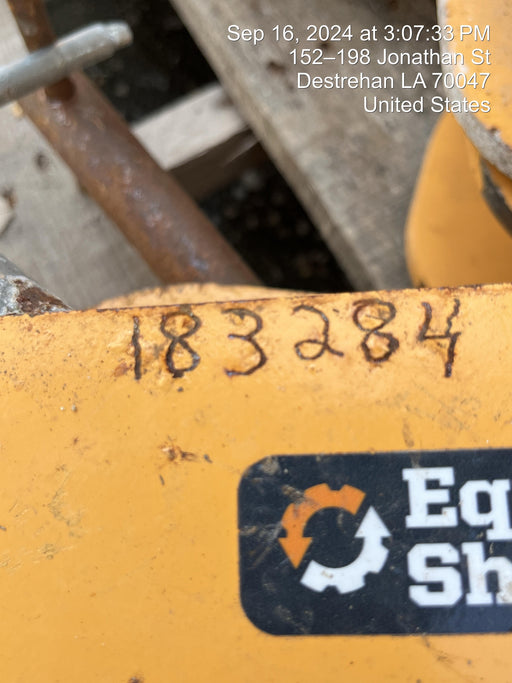 Sep 16, 2024 at 3:07:33 PM
152–198 Jonathan St
Destrehan LA 70047
United States
183284
Eq
Sh